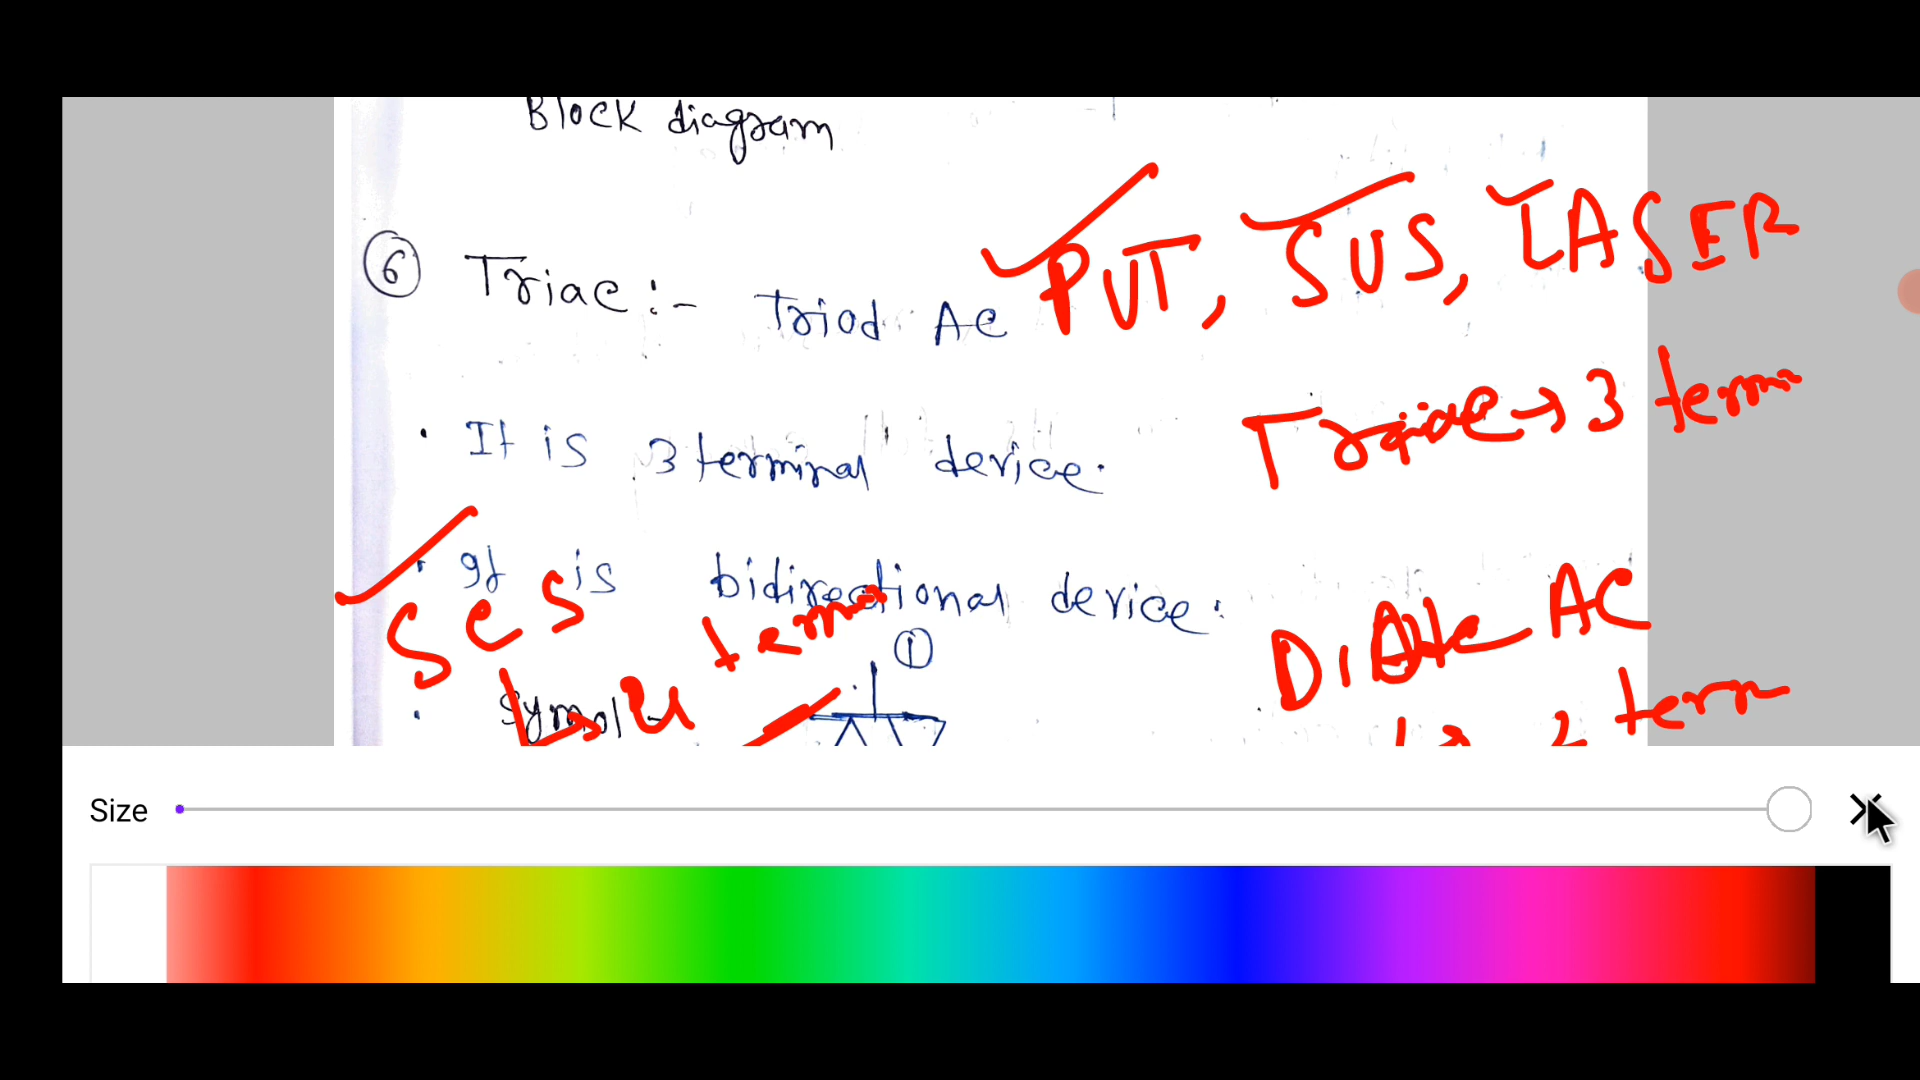 Block diagram
PUT, SUS, LASER
6 Triac :- Triod AC
Triac → 3 term
• It is 3 terminal device.
• It is bidirectional device.
SCS
4 term
1
AC
2 term
• Symbol
Size